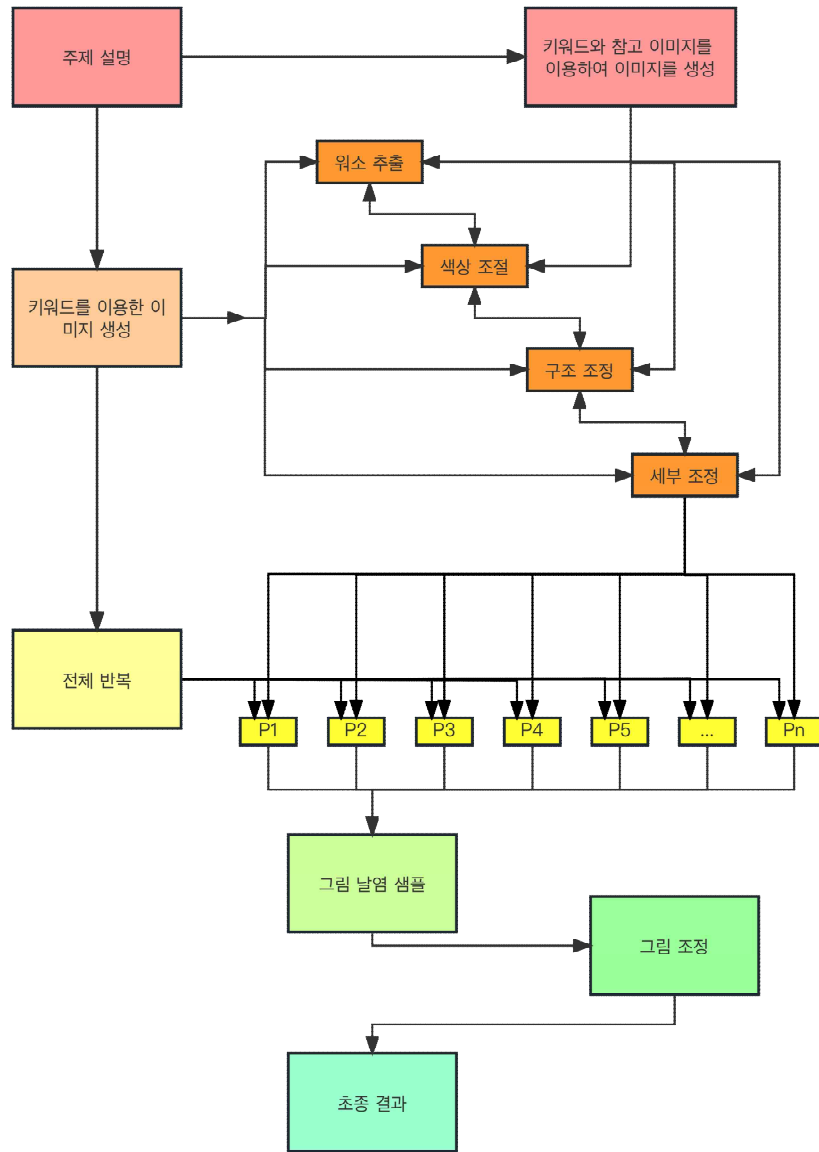 주제 설명
키워드와 참고 이미지를
이용하여 이미지를 생성
워소 추출
색상 조절
키워드를 이용한 이
미지 생성
구조 조정
세부 조정
전체 반복
P1
P2
P3
P4
P5
...
Pn
그림 날염 샘플
그림 조정
초종 결과